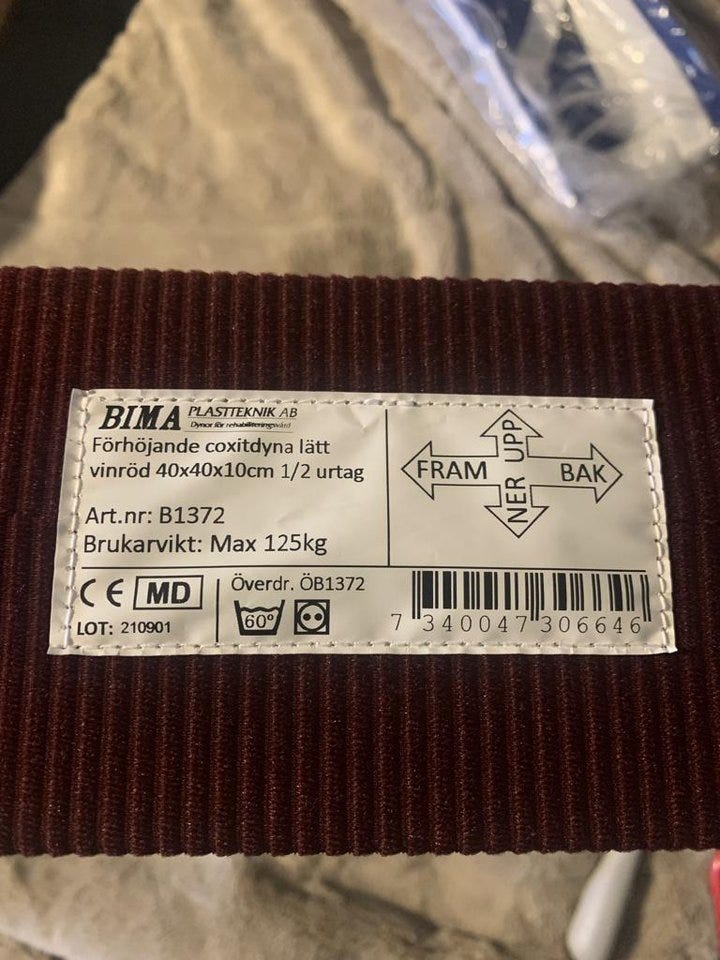 BIMA PLASTTEKNIK AB
Dynor för rehabiliteringsvård
Förhöjande coxitdyna lätt
vinröd 40x40x10cm 1/2 urtag
Art.nr: B1372
Brukarvikt: Max 125kg
UPP
FRAM
BAK
NER
CE MD
LOT: 210901
Överdr. ÖB1372
60°
7 340047 306646